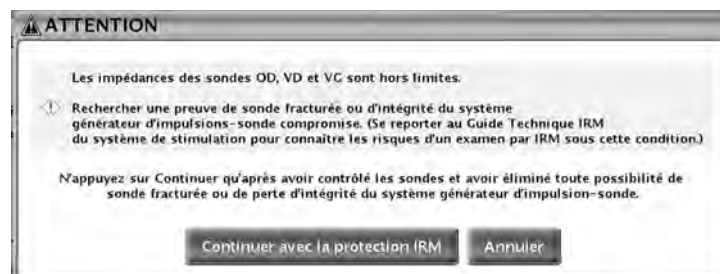 ATTENTION
Les impédances des sondes OD, VD et VG sont hors limites.
Rechercher une preuve de sonde fracturée ou d'intégrité du système
générateur d'impulsions-sonde compromise. (Se reporter au Guide Technique IRM
du système de stimulation pour connaître les risques d'un examen par IRM sous cette condition.)
N'appuyez sur Continuer qu'après avoir contrôlé les sondes et avoir éliminé toute possibilité de
sonde fracturée ou de perte d'intégrité du système générateur d'impulsion-sonde.
Continuer avec la protection IRM Annuler